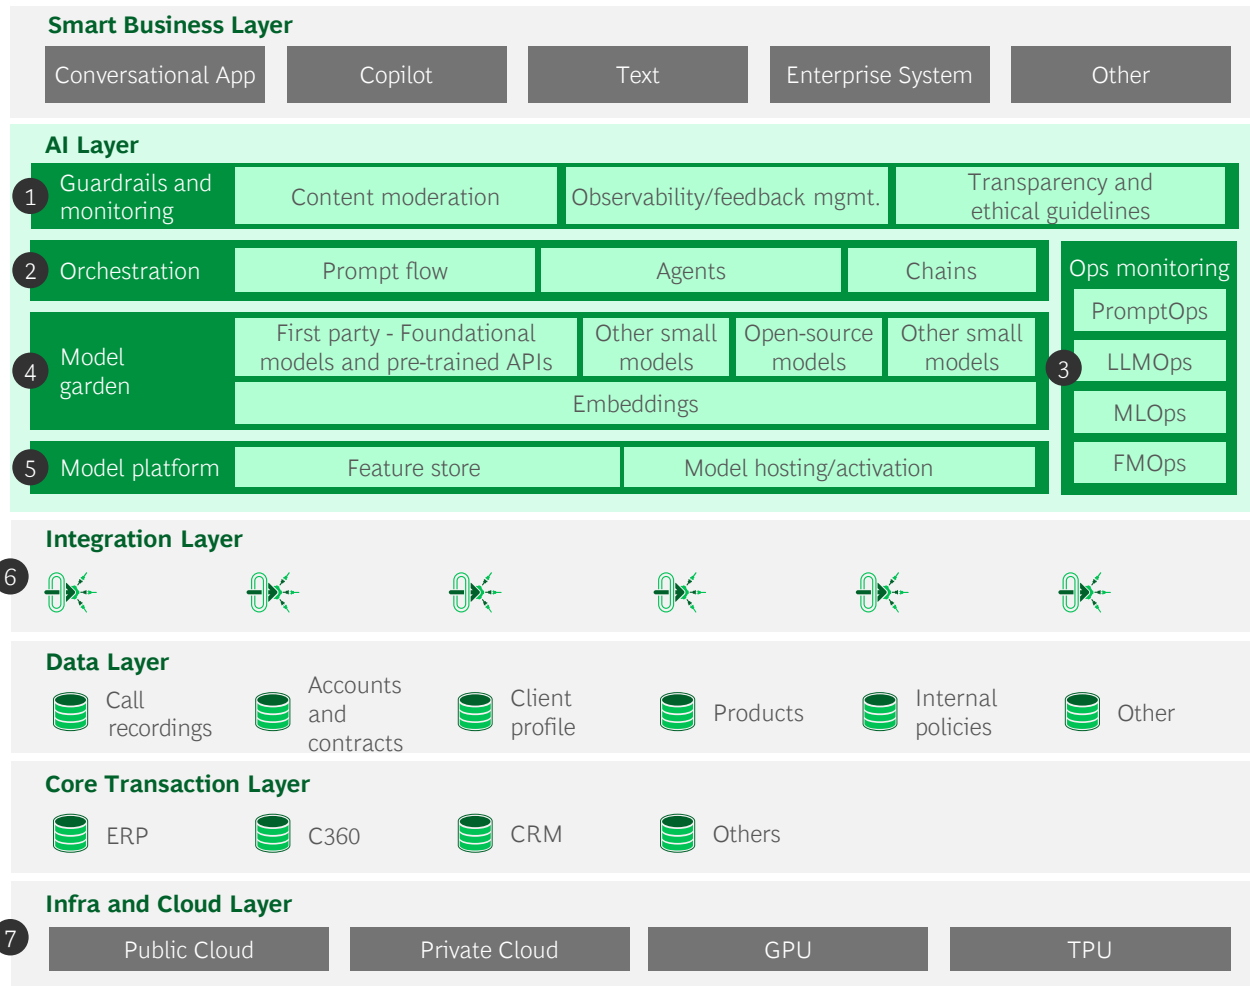 Smart Business Layer
Conversational App
Copilot
Text
Enterprise System
Other
AI Layer
1
Guardrails and
monitoring
Content moderation
Observability/feedback mgmt.
Transparency and
ethical guidelines
2
Orchestration
Prompt flow
Agents
Chains
Ops monitoring
PromptOps
3
LLMOps
MLOps
FMOps
4
Model
garden
First party - Foundational
models and pre-trained APIs
Other small
models
Open-source
models
Other small
models
Embeddings
5
Model platform
Feature store
Model hosting/activation
Integration Layer
6
Data Layer
Call
recordings
Accounts
and
contracts
Client
profile
Products
Internal
policies
Other
Core Transaction Layer
ERP
C360
CRM
Others
Infra and Cloud Layer
7
Public Cloud
Private Cloud
GPU
TPU